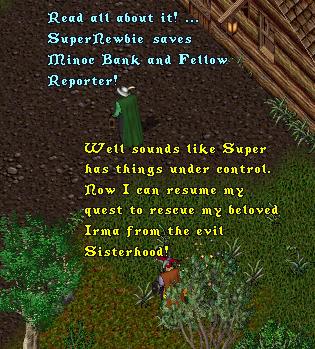 Read all about it! ...
SuperNewbie saves
Minoc Bank and Fellow
Reporter!
Well sounds like Super
has things under control.
Now I can resume my
quest to rescue my beloved
Irma from the evil
Sisterhood!